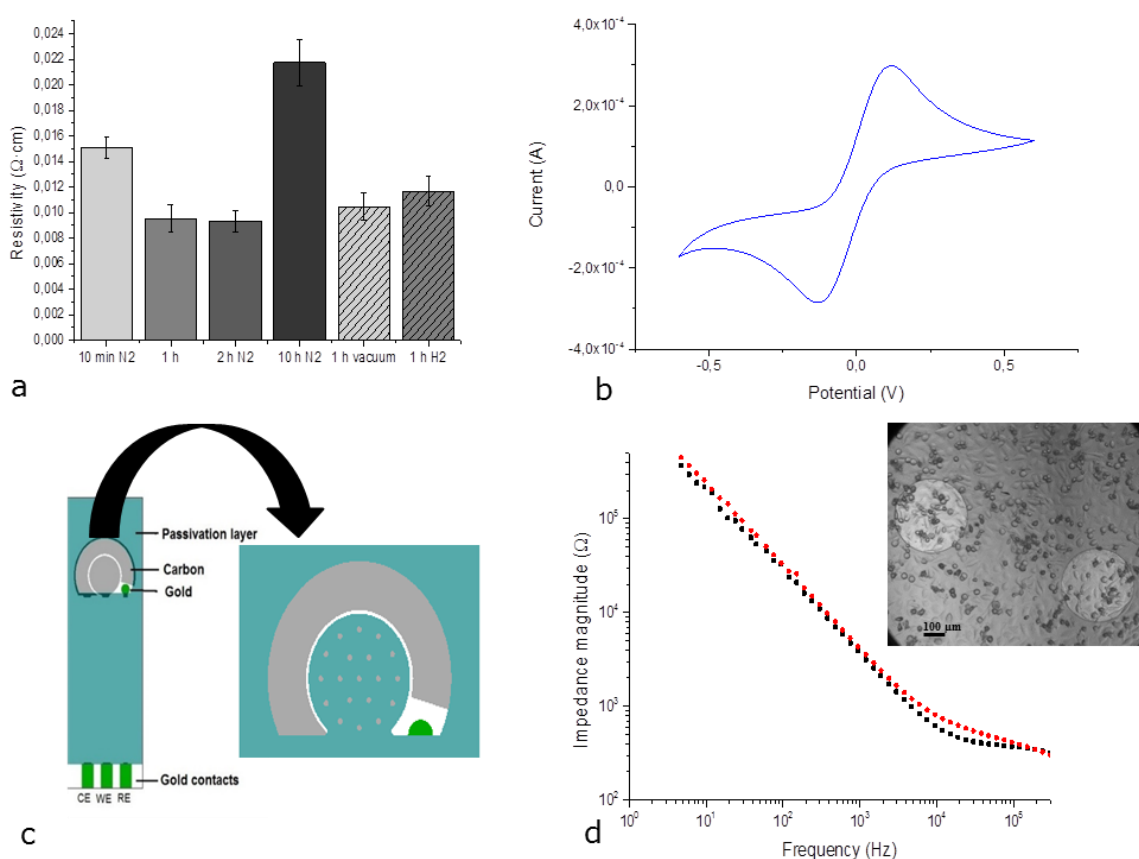 0,024
0,022
0,020
0,018
0,016
0,014
0,012
0,010
0,008
0,006
0,004
0,002
0,000
Resistivity (Ω·cm)
10 min N2 1 h 2h N2 10 h N2 1 h vacuum 1 h H2
a
4,0x10⁻⁴
2,0x10⁻⁴
0,0
-2,0x10⁻⁴
-4,0x10⁻⁴
Current (A)
-0,5 0,0 0,5
Potential (V)
b
Passivation layer
Carbon
Gold
Gold contacts
CE WE RE
c
10⁵
10⁴
10³
10²
Impedance magnitude (Ω)
10⁰ 10¹ 10² 10³ 10⁴ 10⁵
Frequency (Hz)
100 µm
d